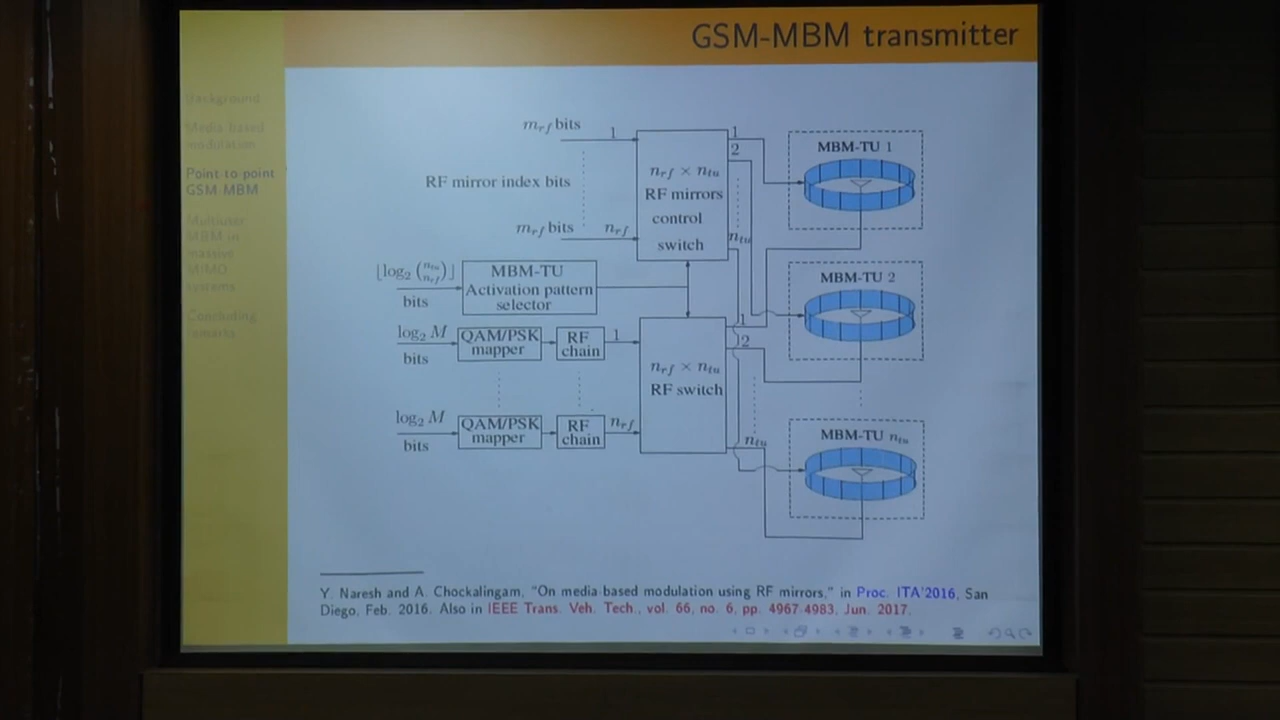 GSM-MBM transmitter
Background
Media-based
modulation
Point to point
GSM-MBM
Multiuser
MBM in
massive
MIMO
systems
Concluding
remarks
m_rf bits
1
RF mirror index bits
m_rf bits
n_rf
n_rf × n_tu
RF mirrors
control
switch
1
2
n_tu
MBM-TU 1
⌊log₂ (n_tu n_rf)⌋
bits
MBM-TU
Activation pattern
selector
MBM-TU 2
log₂ M
bits
QAM/PSK
mapper
RF
chain
1
n_rf × n_tu
RF switch
1
2
n_tu
log₂ M
bits
QAM/PSK
mapper
RF
chain
n_rf
MBM-TU n_tu
Y. Naresh and A. Chockalingam, "On media-based modulation using RF mirrors," in Proc. ITA'2016, San
Diego, Feb. 2016. Also in IEEE Trans. Veh. Tech., vol. 66, no. 6, pp. 4967-4983, Jun. 2017.